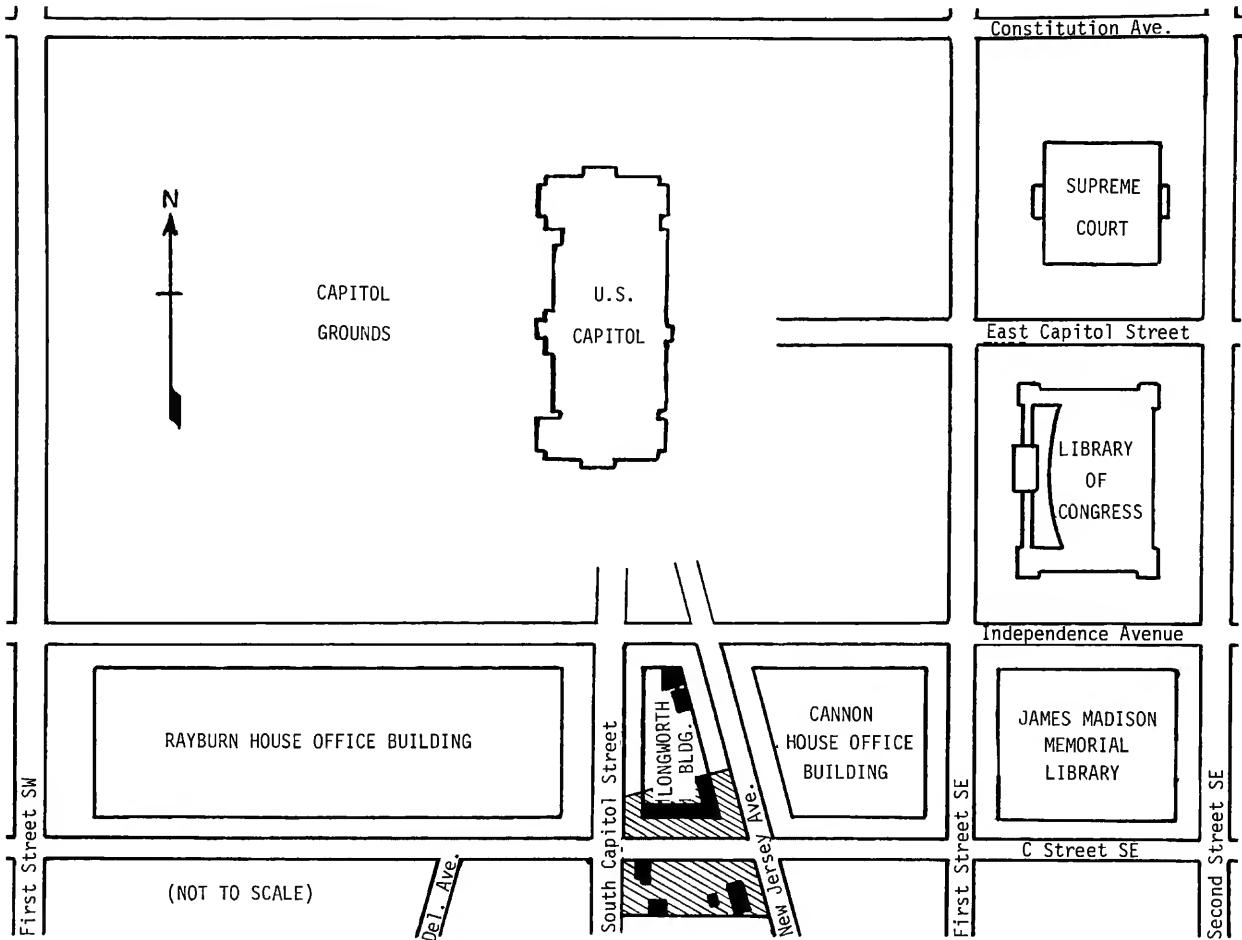 Constitution Ave.
N
SUPREME
COURT
CAPITOL
GROUNDS
U.S.
CAPITOL
East Capitol Street
LIBRARY
OF
CONGRESS
Independence Avenue
RAYBURN HOUSE OFFICE BUILDING
LONGWORTH
BLDG.
CANNON
HOUSE OFFICE
BUILDING
JAMES MADISON
MEMORIAL
LIBRARY
First Street SW
South Capitol Street
New Jersey Ave.
First Street SE
Second Street SE
C Street SE
(NOT TO SCALE)
Del. Ave.